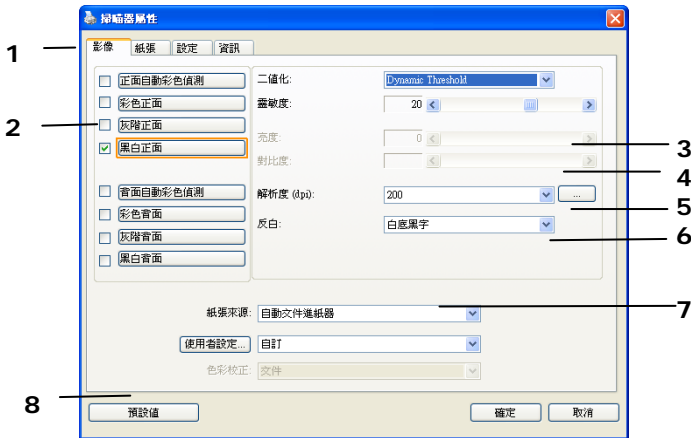 掃瞄器屬性
影像 紙張 設定 資訊
1
正面自動彩色偵測
彩色正面
灰階正面
黑白正面
背面自動彩色偵測
彩色背面
灰階背面
黑白背面
2
二值化: Dynamic Threshold
靈敏度: 20
亮度: 0
3
對比度:
4
解析度 (dpi): 200 ...
5
反白: 白底黑字
6
紙張來源: 自動文件進紙器
7
使用者設定... 自訂
色彩校正: 文件
8
預設值 確定 取消